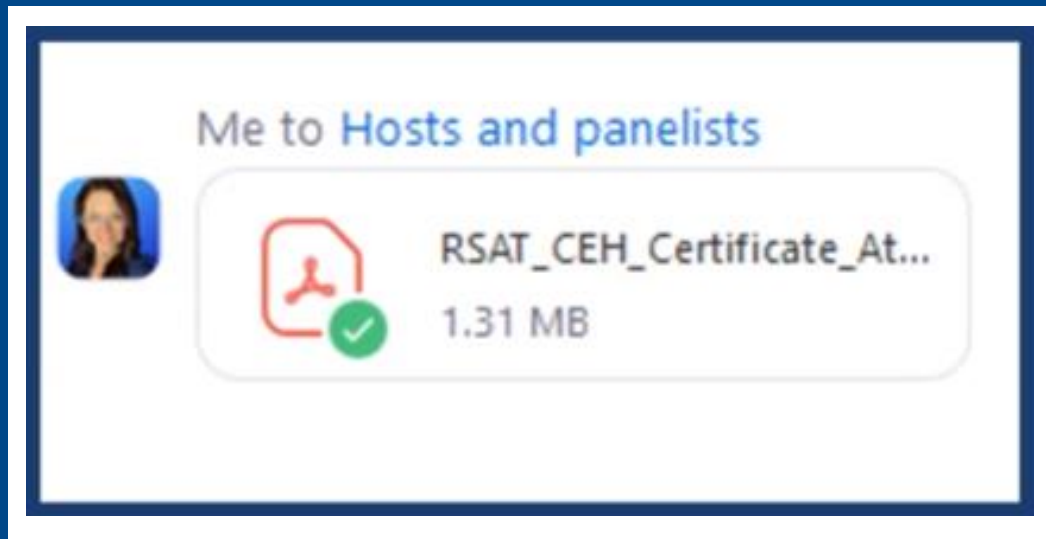 Me to Hosts and panelists
RSAT_CEH_Certificate_At...
1.31 MB